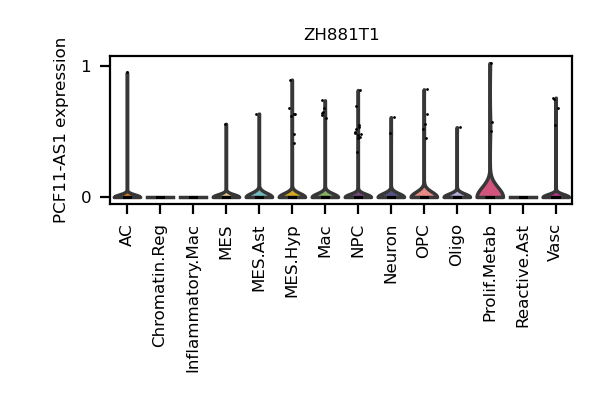 ZH881T1
PCF11-AS1 expression
1
0
AC
Chromatin.Reg
Inflammatory.Mac
MES
MES.Ast
MES.Hyp
Mac
NPC
Neuron
OPC
Oligo
Prolif.Metab
Reactive.Ast
Vasc